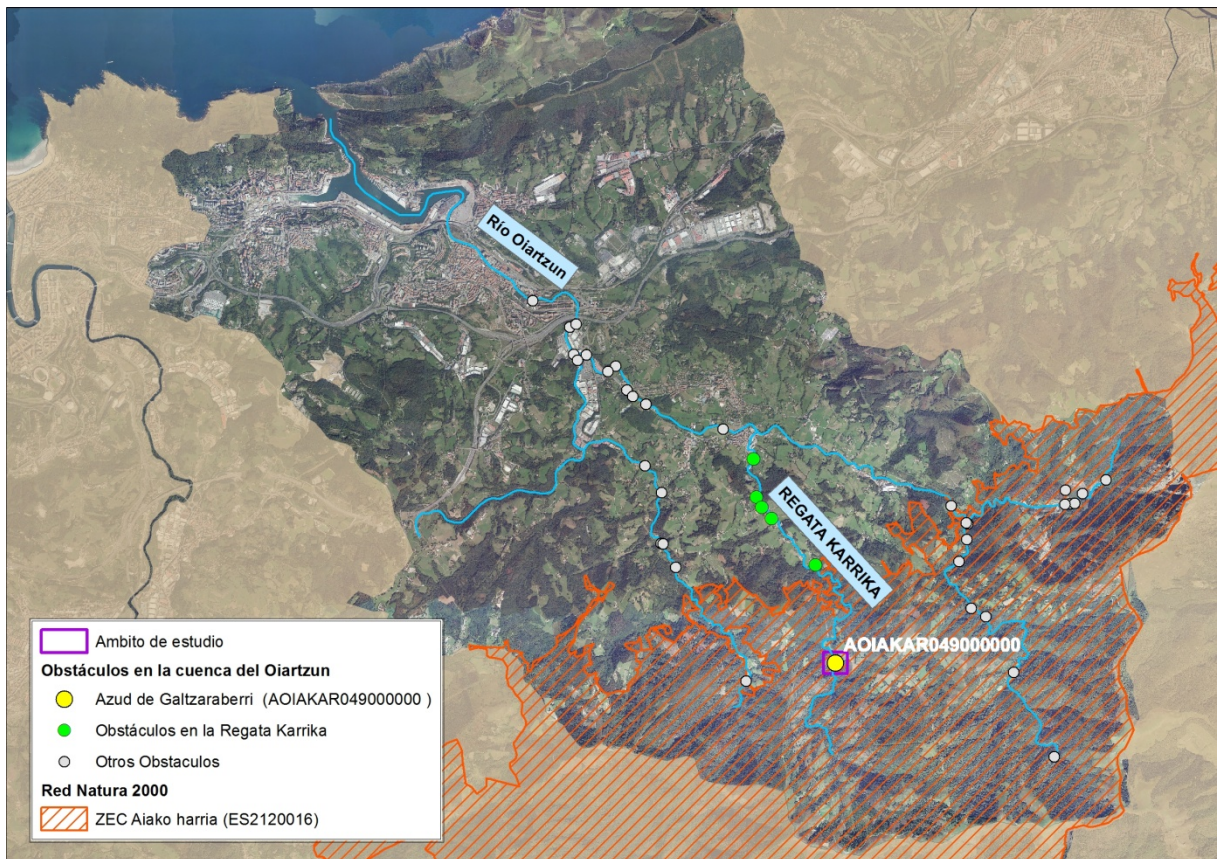 Río Oiartzun
REGATA KARRIKA
AOIAKAR049000000
Ambito de estudio
Obstáculos en la cuenca del Oiartzun
Azud de Galtzaraberri (AOIAKAR049000000 )
Obstáculos en la Regata Karrika
Otros Obstaculos
Red Natura 2000
ZEC Aiako harria (ES2120016)